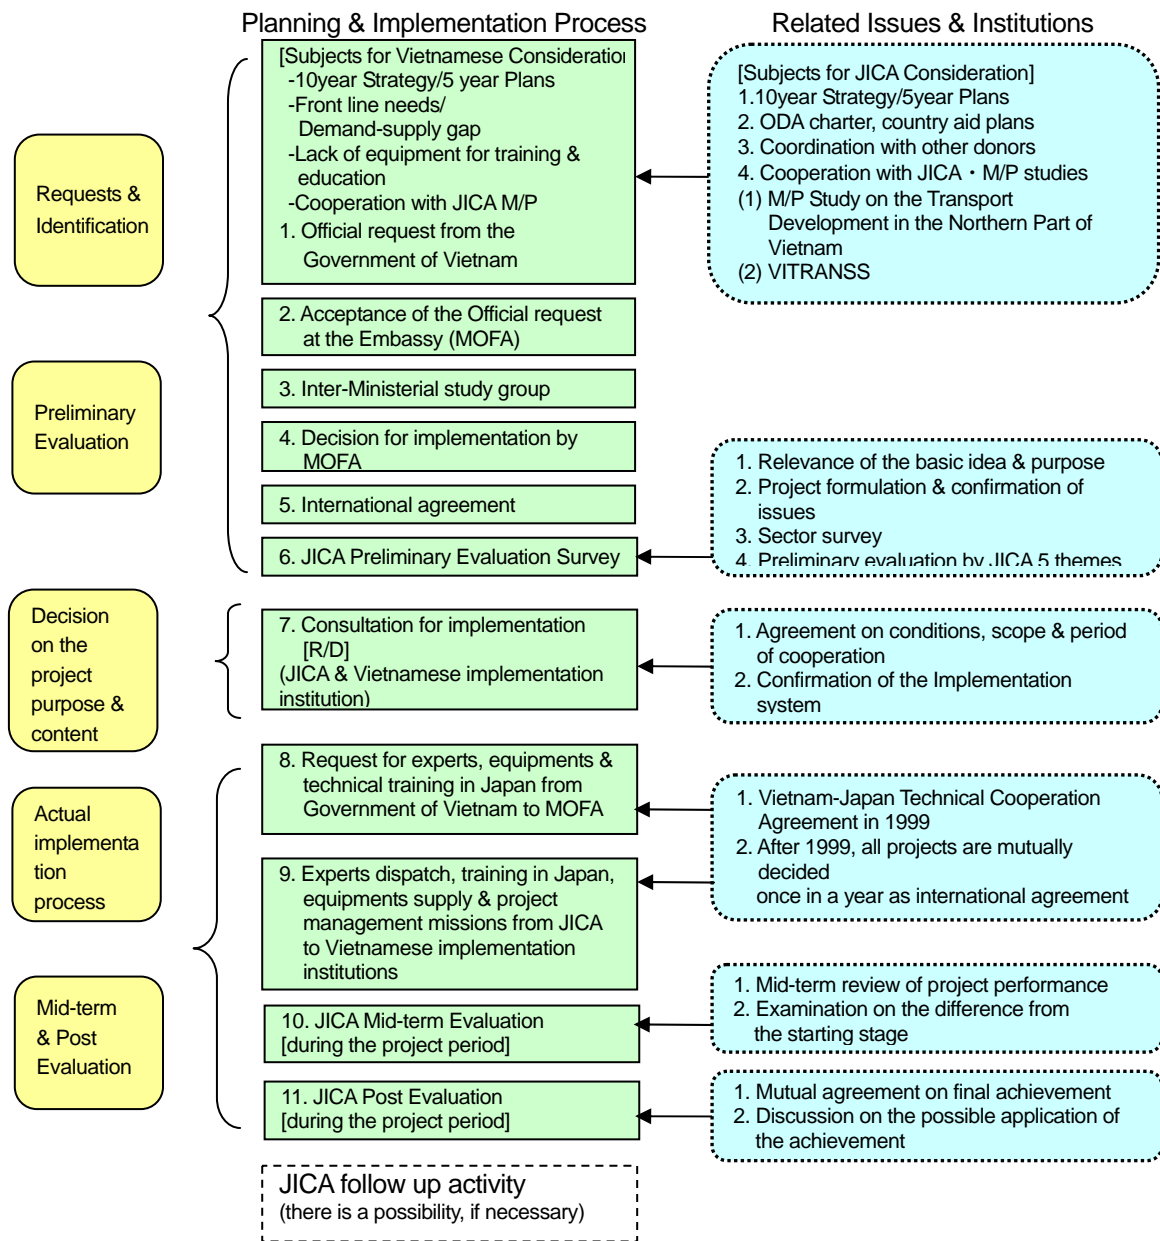 Planning & Implementation Process
Related Issues & Institutions
Requests &
Identification
Preliminary
Evaluation
Decision
on the
project
purpose &
content
Actual
implementa
tion
process
Mid-term
& Post
Evaluation
[Subjects for Vietnamese Consideration
-10year Strategy/5 year Plans
-Front line needs/
Demand-supply gap
-Lack of equipment for training &
education
-Cooperation with JICA M/P
1. Official request from the
Government of Vietnam
2. Acceptance of the Official request
at the Embassy (MOFA)
3. Inter-Ministerial study group
4. Decision for implementation by
MOFA
5. International agreement
6. JICA Preliminary Evaluation Survey
7. Consultation for implementation
[R/D]
(JICA & Vietnamese implementation
institution)
8. Request for experts, equipments &
technical training in Japan from
Government of Vietnam to MOFA
9. Experts dispatch, training in Japan,
equipments supply & project
management missions from JICA
to Vietnamese implementation
institutions
10. JICA Mid-term Evaluation
[during the project period]
11. JICA Post Evaluation
[during the project period]
JICA follow up activity
(there is a possibility, if necessary)
[Subjects for JICA Consideration]
1.10year Strategy/5year Plans
2. ODA charter, country aid plans
3. Coordination with other donors
4. Cooperation with JICA・M/P studies
(1) M/P Study on the Transport
Development in the Northern Part of
Vietnam
(2) VITRANSS
1. Relevance of the basic idea & purpose
2. Project formulation & confirmation of
issues
3. Sector survey
4. Preliminary evaluation by JICA 5 themes
1. Agreement on conditions, scope & period
of cooperation
2. Confirmation of the Implementation
system
1. Vietnam-Japan Technical Cooperation
Agreement in 1999
2. After 1999, all projects are mutually
decided
once in a year as international agreement
1. Mid-term review of project performance
2. Examination on the difference from
the starting stage
1. Mutual agreement on final achievement
2. Discussion on the possible application of
the achievement